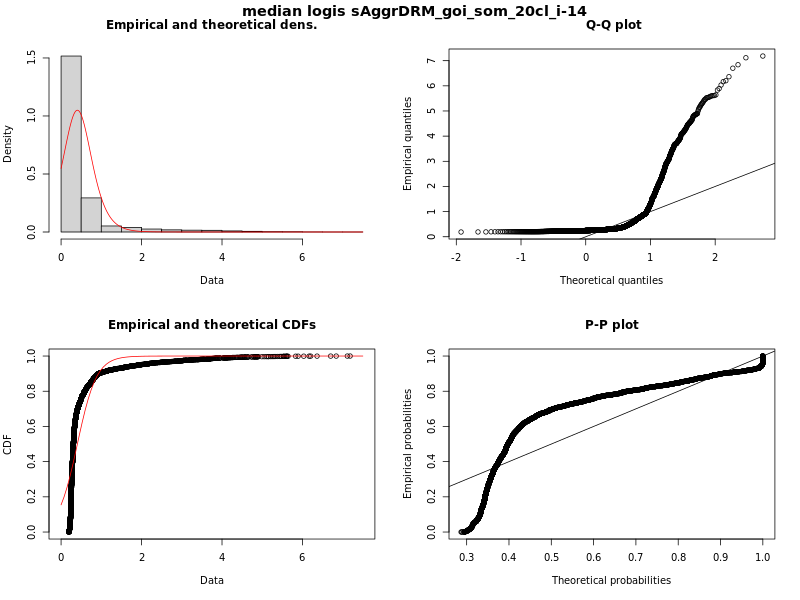 median logis sAggrDRM_goi_som_20cl_i-14
Empirical and theoretical dens.
Density
0.0 0.5 1.0 1.5
0 2 4 6
Data
Q-Q plot
Empirical quantiles
0 1 2 3 4 5 6 7
-2 -1 0 1 2
Theoretical quantiles
Empirical and theoretical CDFs
CDF
0.0 0.2 0.4 0.6 0.8 1.0
0 2 4 6
Data
P-P plot
Empirical probabilities
0.0 0.2 0.4 0.6 0.8 1.0
0.3 0.4 0.5 0.6 0.7 0.8 0.9 1.0
Theoretical probabilities